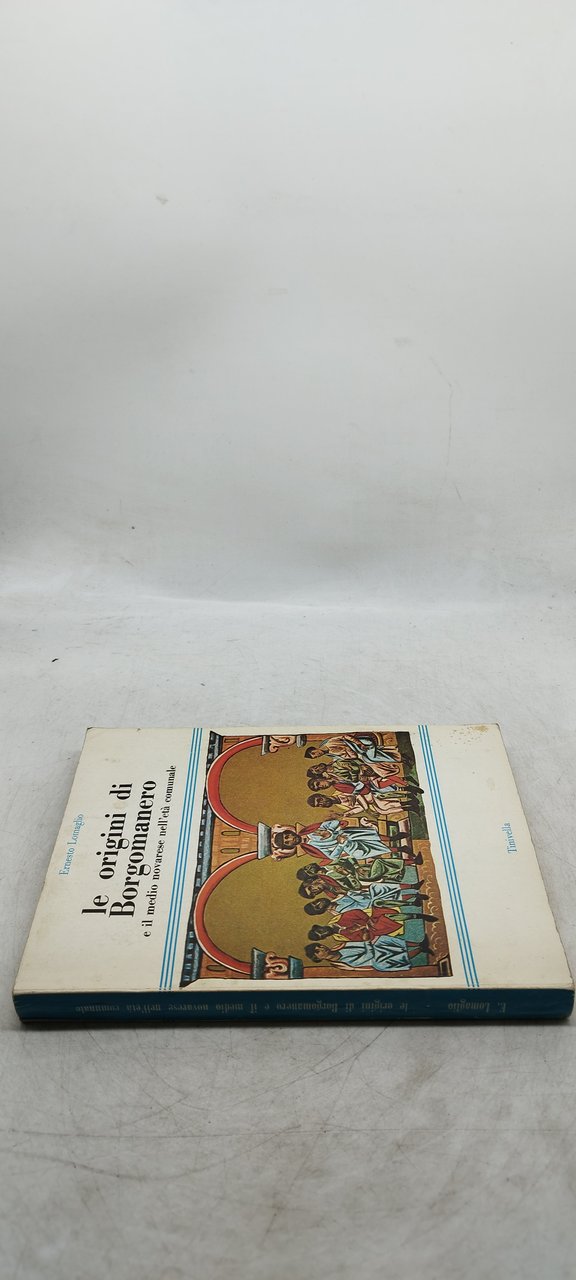 Ernesto Lomaglio
le origini di
Borgomanero
e il medio novarese nell'età comunale
Tinivella
E. Lomaglio - le origini di Borgomanero e il medio novarese nell'età comunale